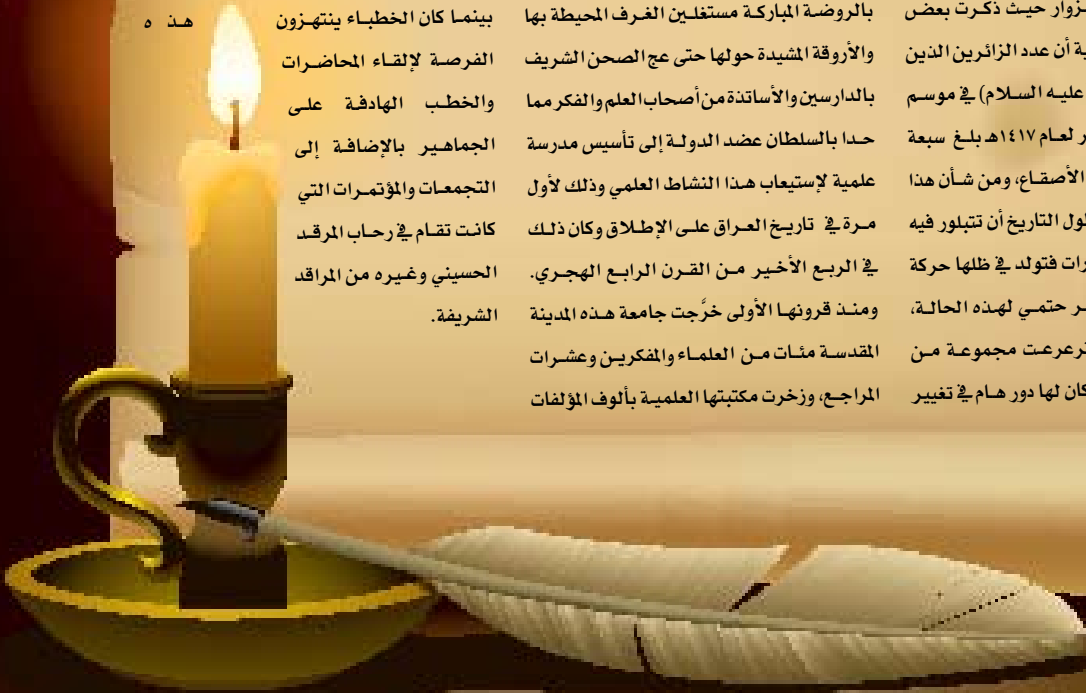 ـزوار حيث ذكرت بعض
ـة أن عدد الزائرين الذين
عليه السلام) في موسم
ر لعام ١٤١٧هـ بلغ سبعة
الأصقاع، ومن شأن هذا
ـول التاريخ أن تتبلور فيه
ـرات فتولد في ظلها حركة
ـر حتمي لهذه الحالة،
ـترعرعت مجموعة من
كان لها دور هام في تغيير
بالروضة المباركة مستغلين الغرف المحيطة بها
والأروقة المشيدة حولها حتى عج الصحن الشريف
بالدارسين والأساتذة من أصحاب العلم والفكر مما
حدا بالسلطان عضد الدولة إلى تأسيس مدرسة
علمية لإستيعاب هذا النشاط العلمي وذلك لأول
مرة في تاريخ العراق على الإطلاق وكان ذلك
في الربع الأخير من القرن الرابع الهجري.
ومنذ قرونها الأولى خرَّجت جامعة هذه المدينة
المقدسة مئات من العلماء والمفكرين وعشرات
المراجع، وزخرت مكتبتها العلمية بألوف المؤلفات
هذه بينما كان الخطباء ينتهزون
الفرصة لإلقاء المحاضرات
والخطب الهادفة على
الجماهير بالإضافة إلى
التجمعات والمؤتمرات التي
كانت تقام في رحاب المرقد
الحسيني وغيره من المراقد
الشريفة.